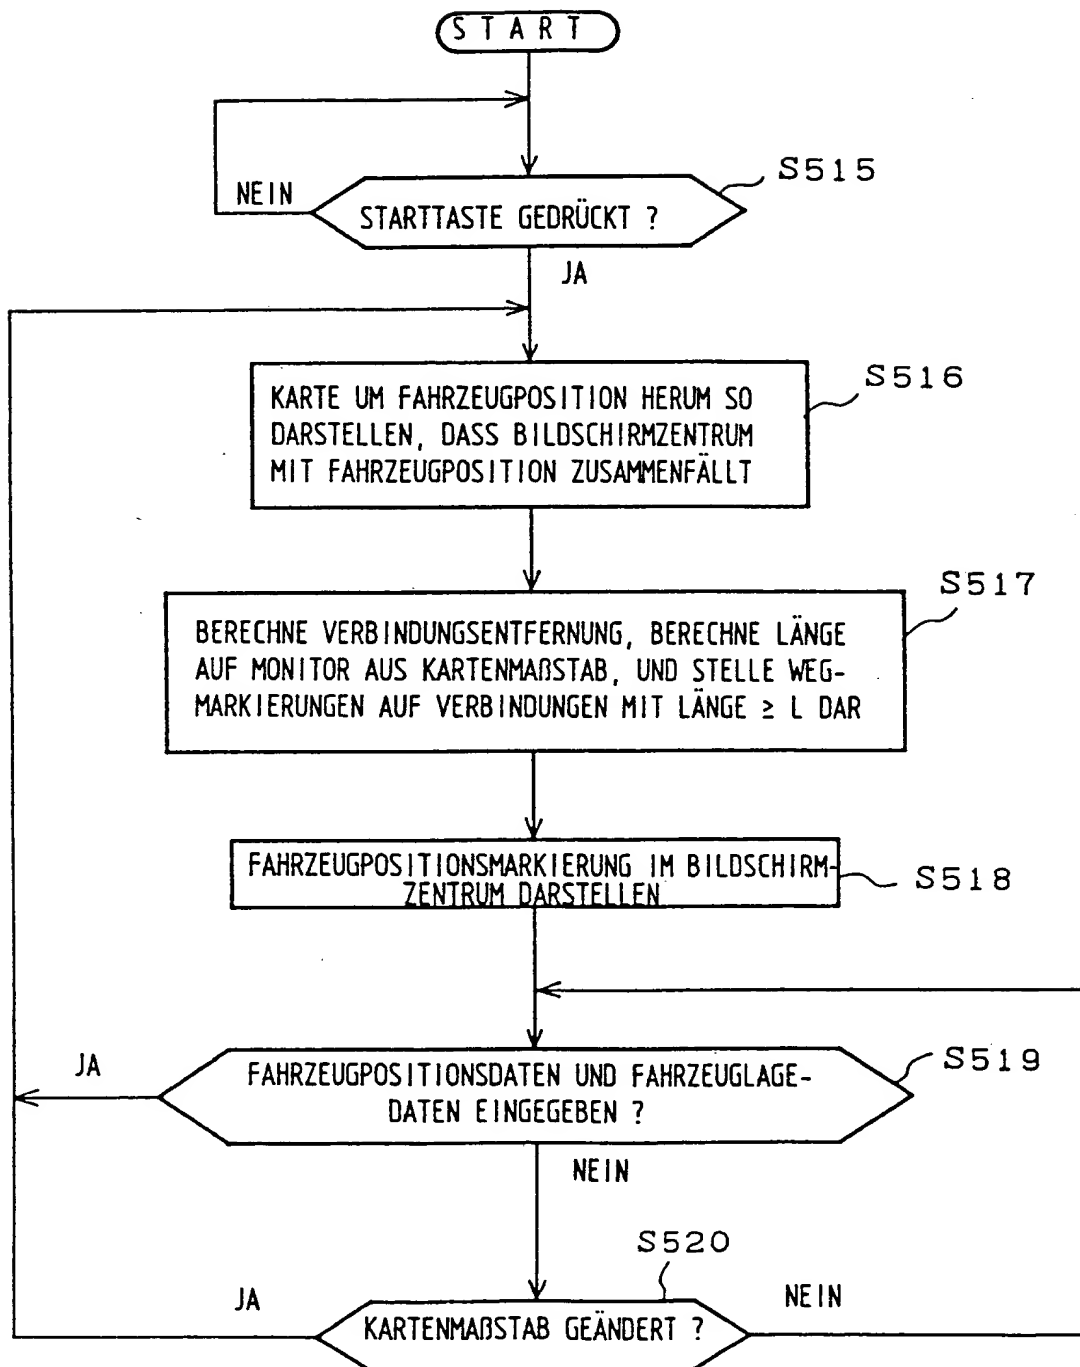 START
S515
NEIN
STARTTASTE GEDRÜCKT ?
JA
S516
KARTE UM FAHRZEUGPOSITION HERUM SO
DARSTELLEN, DASS BILDSCHIRMZENTRUM
MIT FAHRZEUGPOSITION ZUSAMMENFÄLLT
S517
BERECHNE VERBINDUNGSENTFERNUNG, BERECHNE LÄNGE
AUF MONITOR AUS KARTENMAßSTAB, UND STELLE WEG-
MARKIERUNGEN AUF VERBINDUNGEN MIT LÄNGE ≥ L DAR
FAHRZEUGPOSITIONSMARKIERUNG IM BILDSCHIRM-
ZENTRUM DARSTELLEN
S518
JA
S519
FAHRZEUGPOSITIONSDATEN UND FAHRZEUGLAGE-
DATEN EINGEGEBEN ?
NEIN
S520
JA
NEIN
KARTENMAßSTAB GEÄNDERT ?